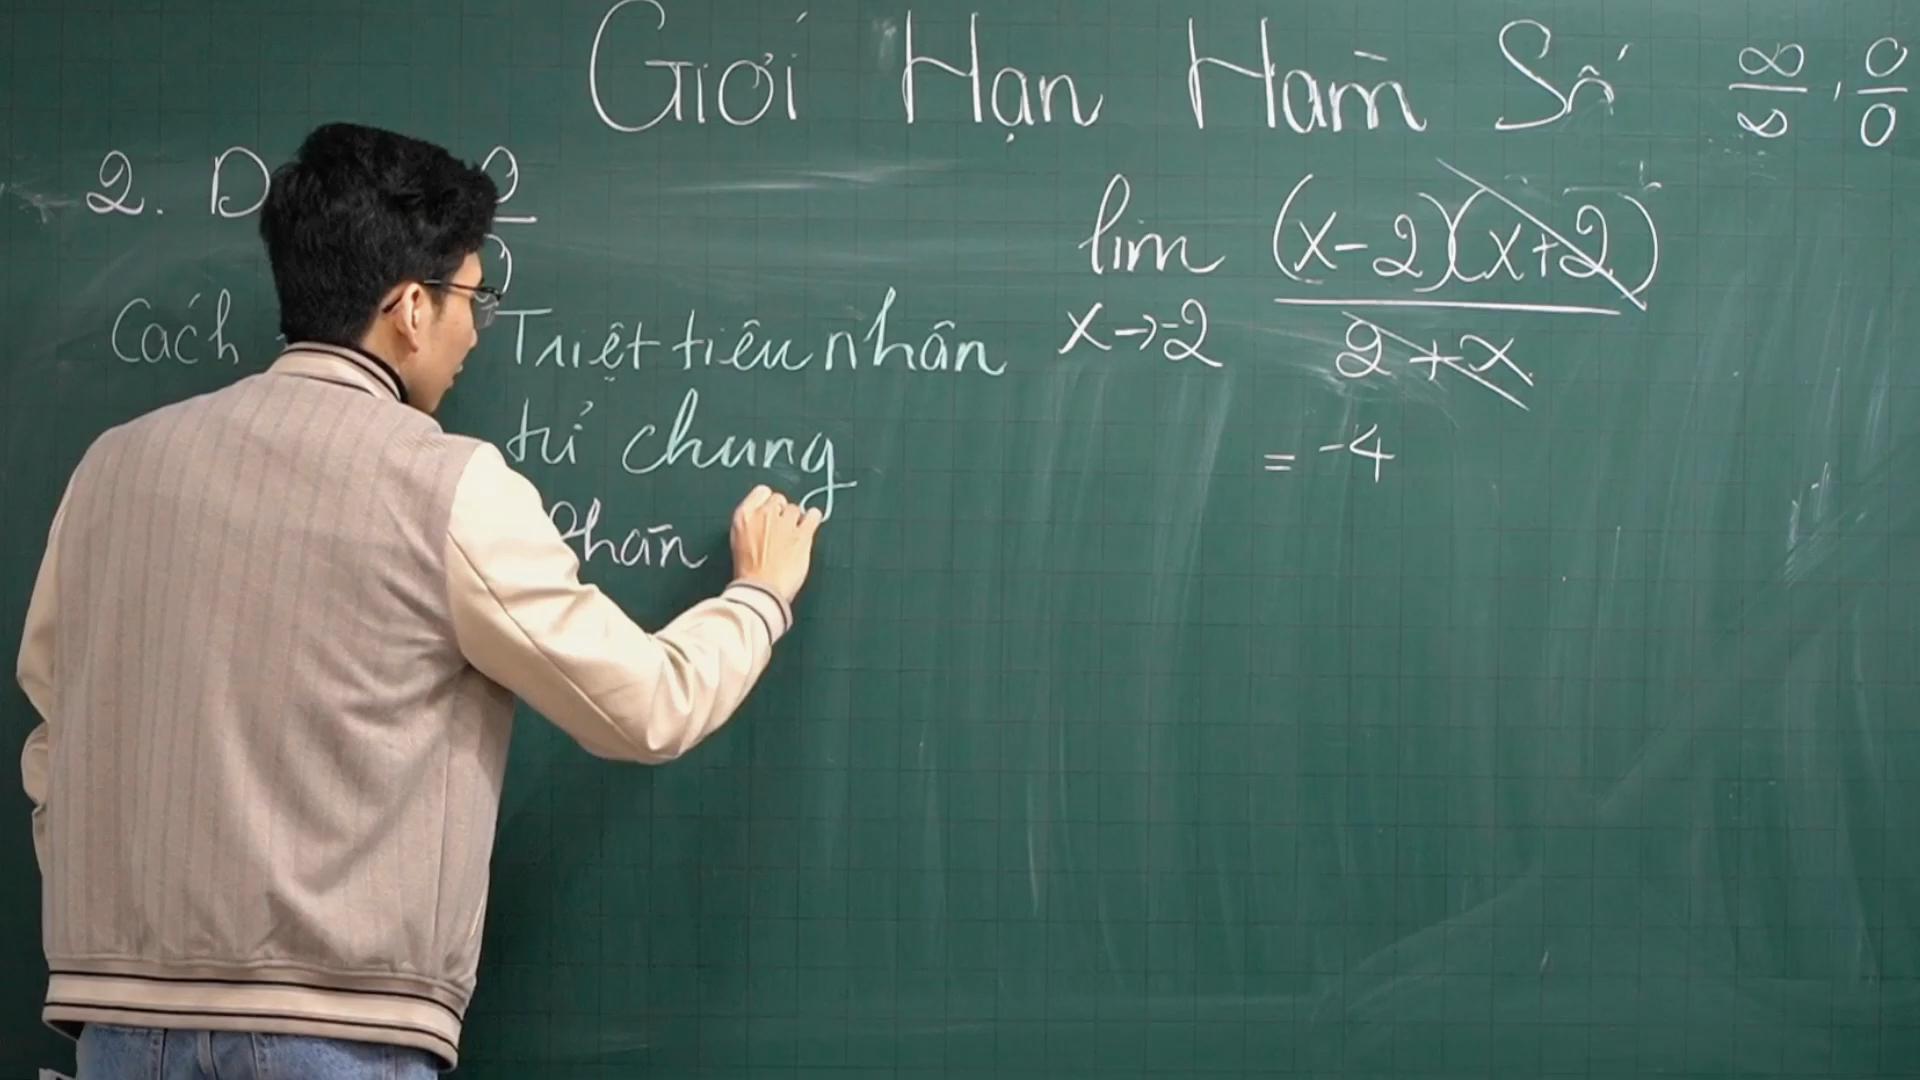 Giới Hạn Hàm Số ∞/∞, 0/0
2. D
Cách
Triệt tiêu nhân
tử chung
Phân
lim (x-2)(x+2)
x→-2 2+x
= -4